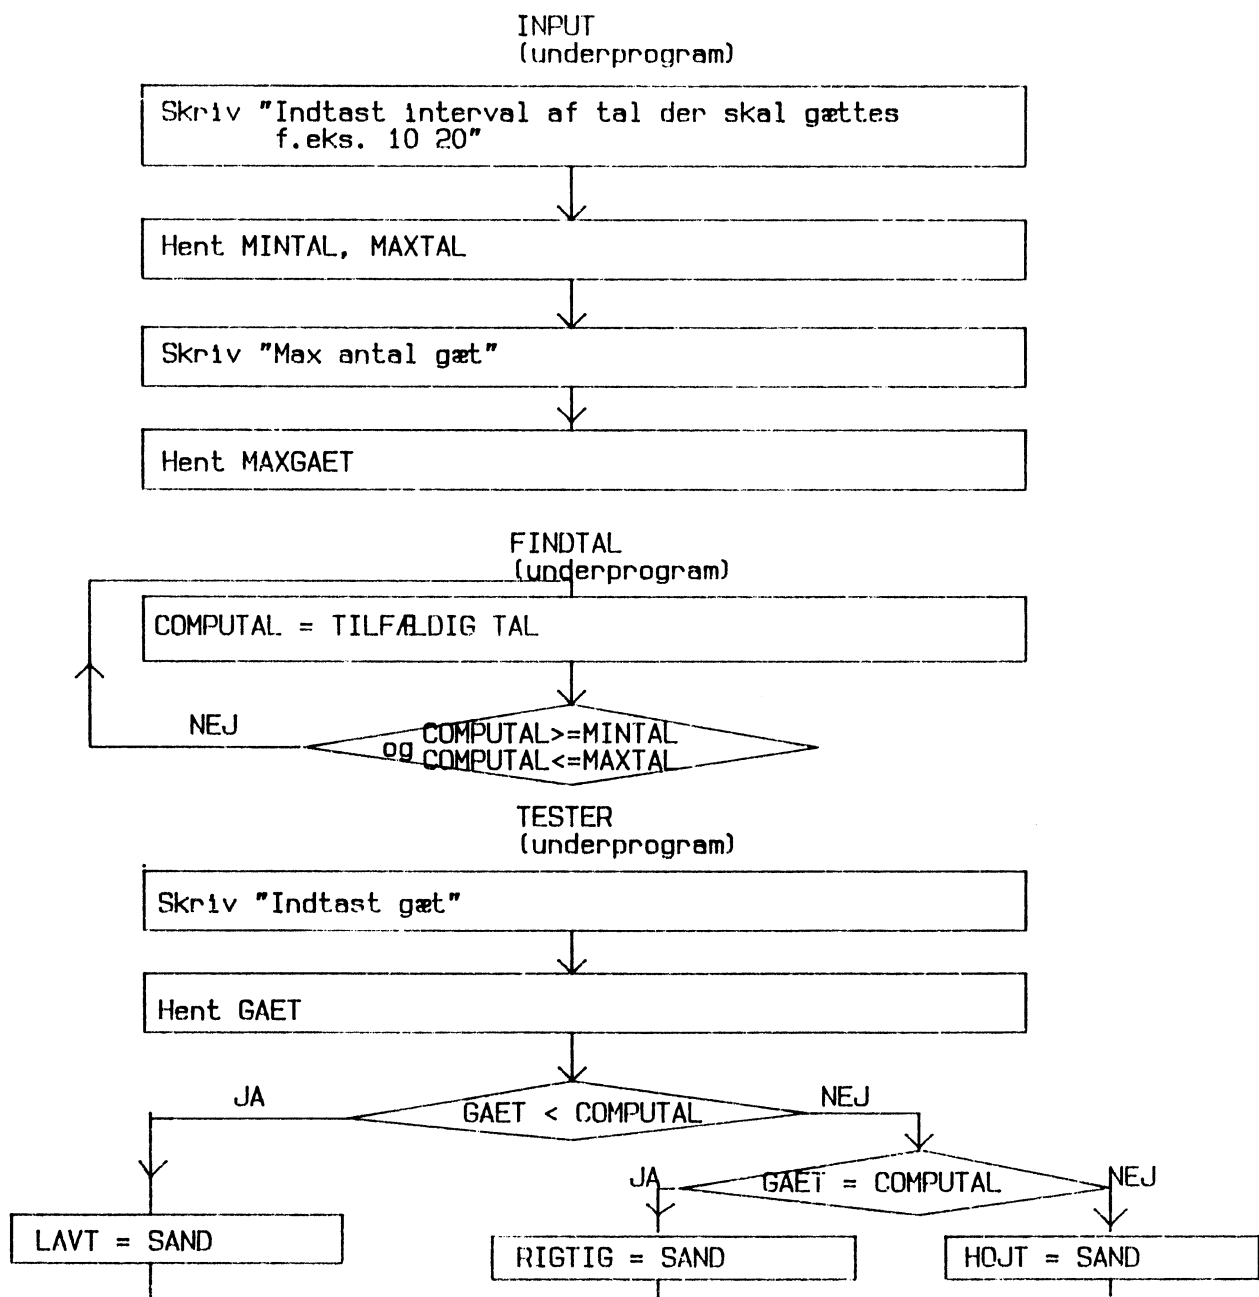 INPUT
(underprogram)
Skriv "Indtast interval af tal der skal gættes
f.eks. 10 20"
Hent MINTAL, MAXTAL
Skriv "Max antal gæt"
Hent MAXGAET
FINDTAL
(underprogram)
COMPUTAL = TILFÆLDIG TAL
NEJ
COMPUTAL>=MINTAL
og COMPUTAL<=MAXTAL
TESTER
(underprogram)
Skriv "Indtast gæt"
Hent GAET
JA
GAET < COMPUTAL
NEJ
JA
GAET = COMPUTAL
NEJ
LAVT = SAND
RIGTIG = SAND
HOJT = SAND